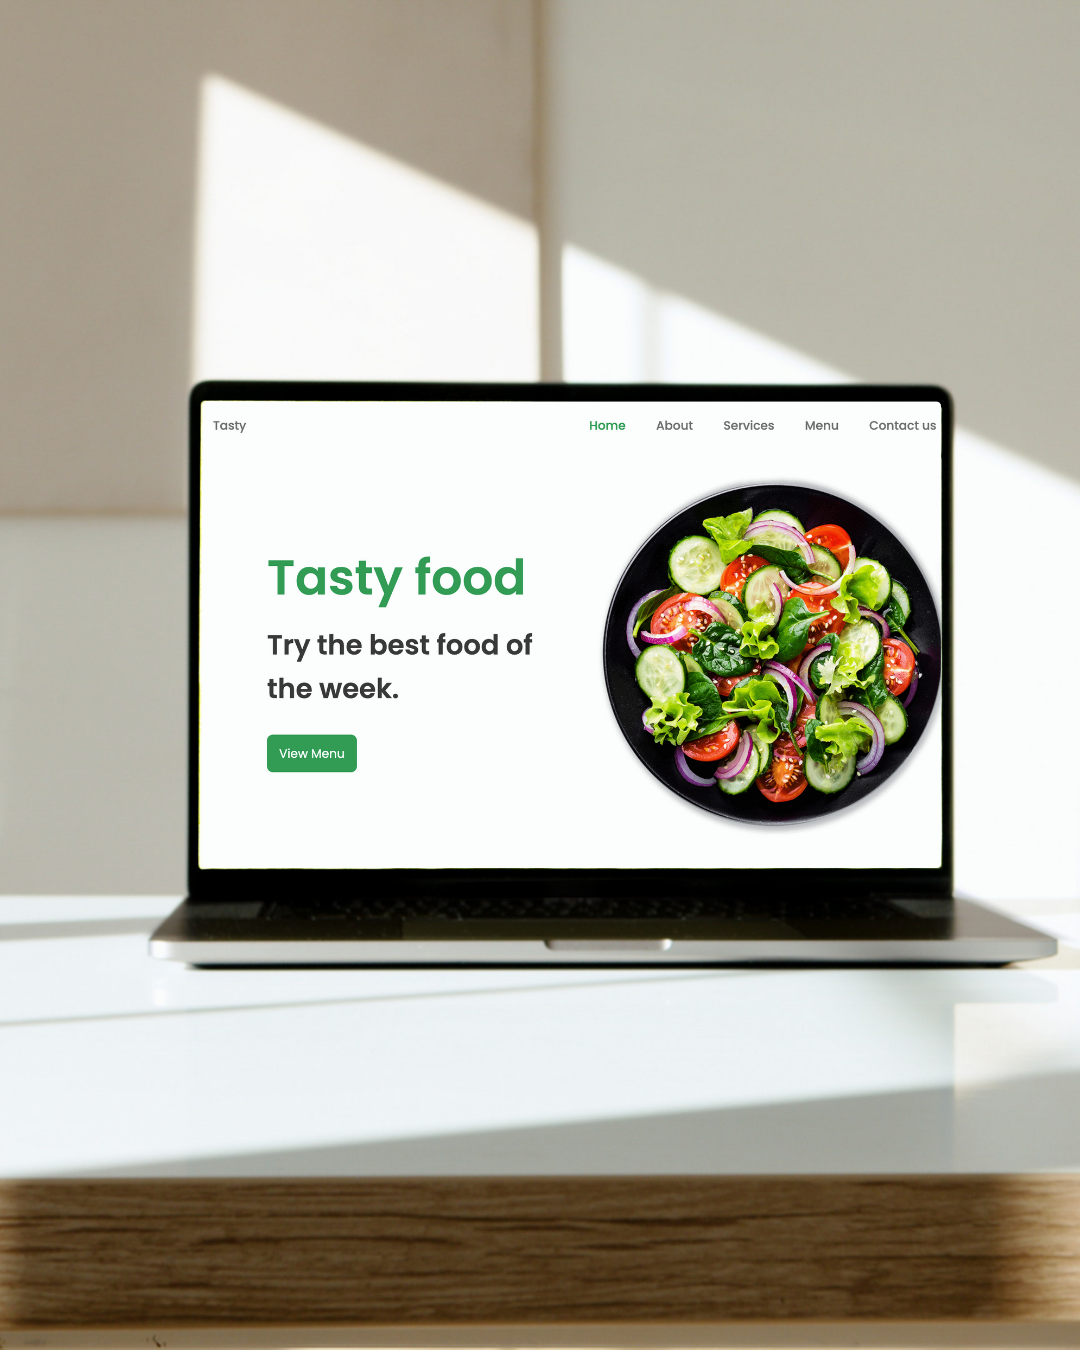 Tasty
Home About Services Menu Contact us
Tasty food
Try the best food of
the week.
View Menu